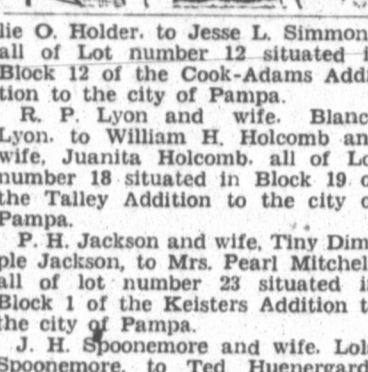 lie O. Holder. to Jesse L. Simmon
all of Lot number 12 situated i
Block 12 of the Cook-Adams Add
tion to the city of Pampa.
R. P. Lyon and wife. Blanc
Lyon. to William H. Holcomb an
wife, Juanita Holcomb. all of Lo
number 18 situated in Block 19 o
the Talley Addition to the city o
Pampa.
P. H. Jackson and wife, Tiny Dim
ple Jackson, to Mrs. Pearl Mitchel
all of lot number 23 situated i
Block 1 of the Keisters Addition t
the city of Pampa.
J. H. Spoonemore and wife. Lol
Spoonemore. to Ted Huenergard